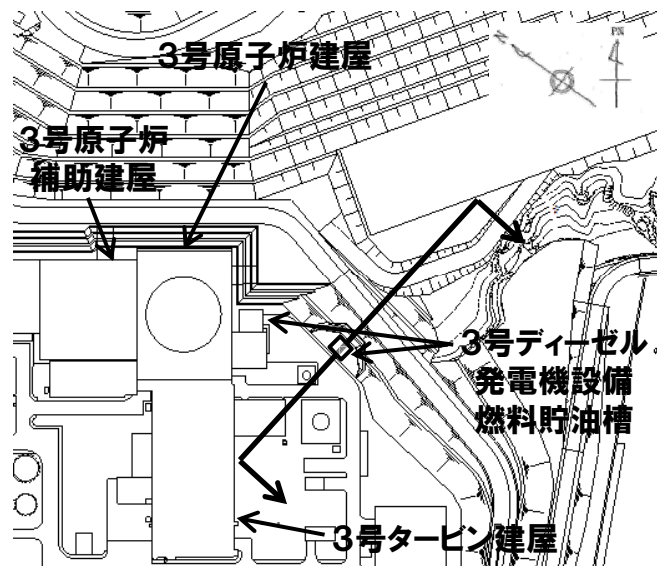 3号原子炉建屋
3号原子炉
補助建屋
N
PN
3号ディーゼル
発電機設備
燃料貯油槽
3号タービン建屋